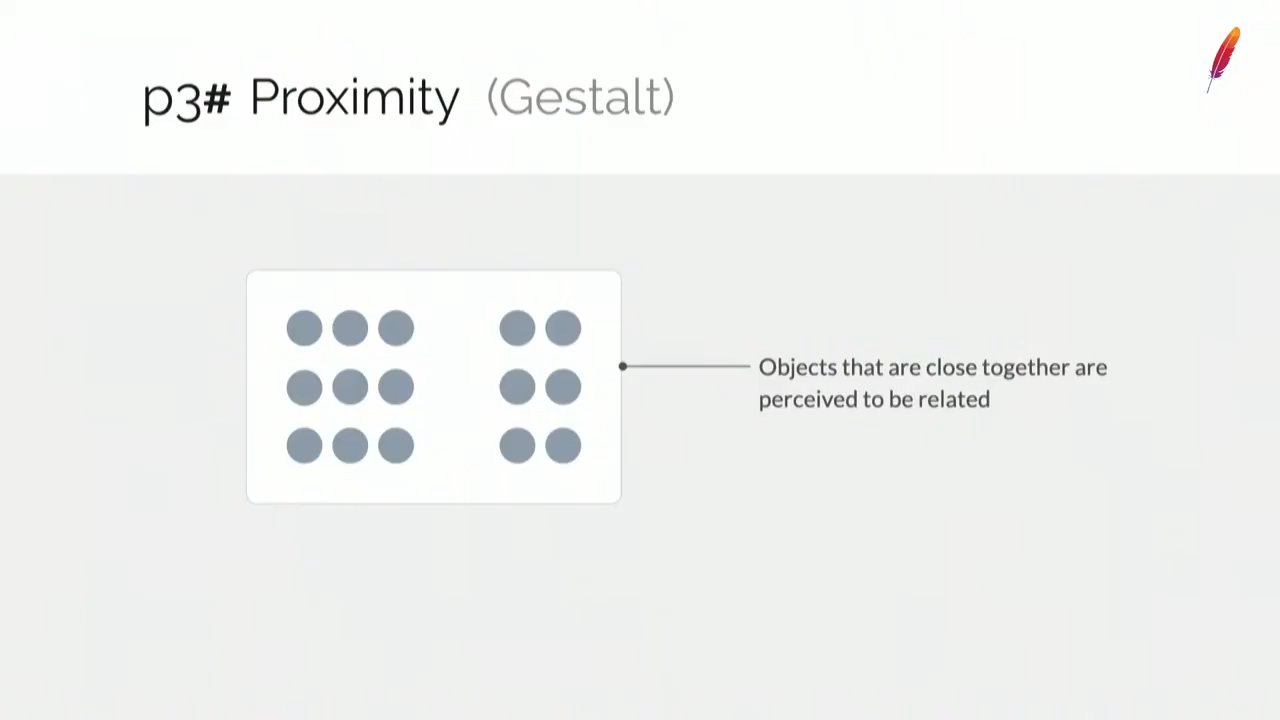 p3# Proximity (Gestalt)
Objects that are close together are
perceived to be related